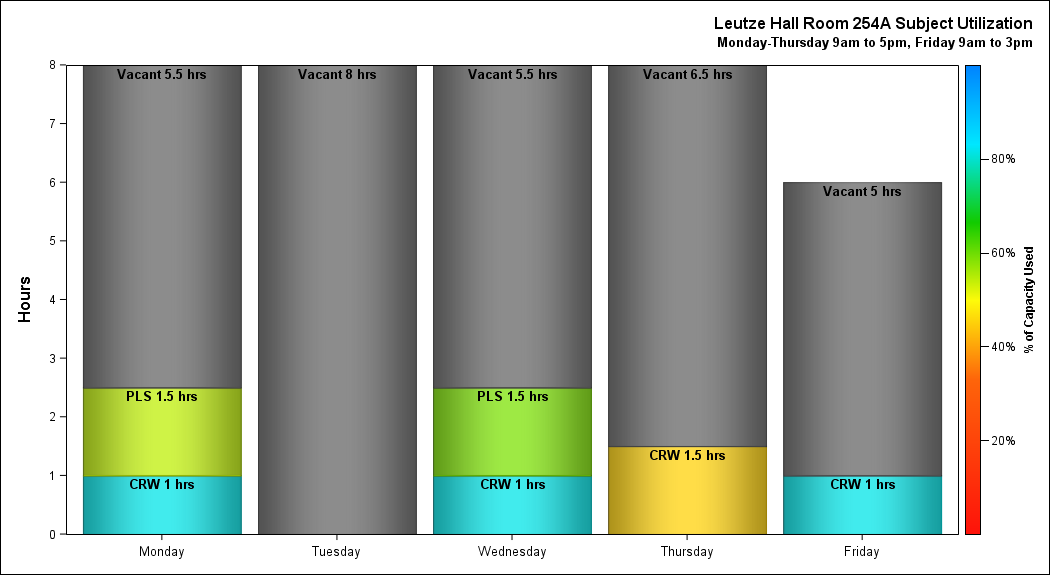 Leutze Hall Room 254A Subject Utilization
Monday-Thursday 9am to 5pm, Friday 9am to 3pm
8
7
6
5
4
3
2
1
0
Hours
Vacant 5.5 hrs
PLS 1.5 hrs
CRW 1 hrs
Vacant 8 hrs
Vacant 5.5 hrs
PLS 1.5 hrs
CRW 1 hrs
Vacant 6.5 hrs
CRW 1.5 hrs
Vacant 5 hrs
CRW 1 hrs
Monday
Tuesday
Wednesday
Thursday
Friday
80%
60%
40%
20%
% of Capacity Used